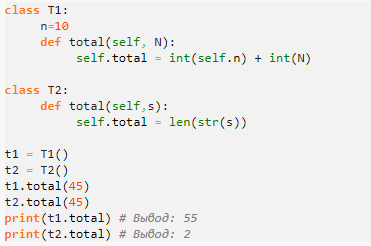 class T1:
     n=10
     def total(self, N):
          self.total = int(self.n) + int(N)

class T2:
     def total(self,s):
          self.total = len(str(s))

t1 = T1()
t2 = T2()
t1.total(45)
t2.total(45)
print(t1.total) # Вывод: 55
print(t2.total) # Вывод: 2